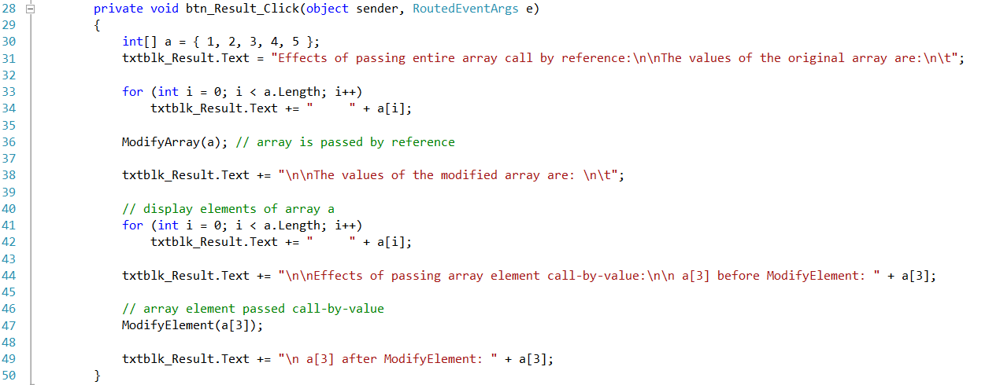 28 private void btn_Result_Click(object sender, RoutedEventArgs e)
29 {
30 int[] a = { 1, 2, 3, 4, 5 };
31 txtblk_Result.Text = "Effects of passing entire array call by reference:\n\nThe values of the original array are:\n\t";
32
33 for (int i = 0; i < a.Length; i++)
34 txtblk_Result.Text += "     " + a[i];
35
36 ModifyArray(a); // array is passed by reference
37
38 txtblk_Result.Text += "\n\nThe values of the modified array are: \n\t";
39
40 // display elements of array a
41 for (int i = 0; i < a.Length; i++)
42 txtblk_Result.Text += "     " + a[i];
43
44 txtblk_Result.Text += "\n\nEffects of passing array element call-by-value:\n\n a[3] before ModifyElement: " + a[3];
45
46 // array element passed call-by-value
47 ModifyElement(a[3]);
48
49 txtblk_Result.Text += "\n a[3] after ModifyElement: " + a[3];
50 }